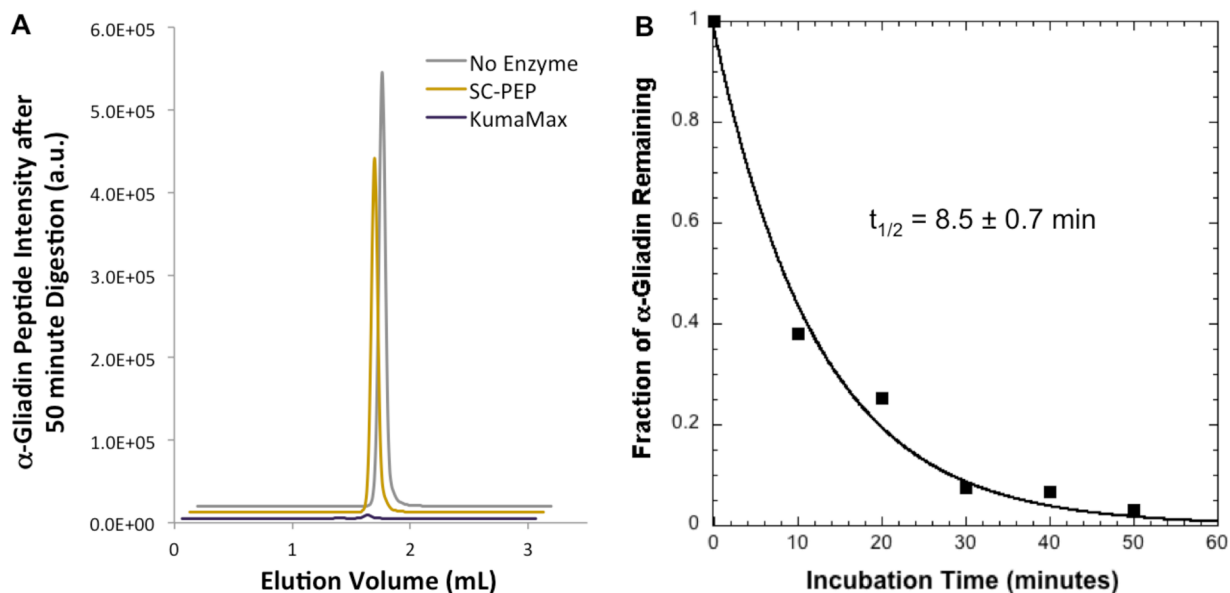 A
α-Gliadin Peptide Intensity after
50 minute Digestion (a.u.)
6.0E+05
5.0E+05
4.0E+05
3.0E+05
2.0E+05
1.0E+05
0.0E+00
No Enzyme
SC-PEP
KumaMax
0
1
2
3
Elution Volume (mL)
B
Fraction of α-Gliadin Remaining
1
0.8
0.6
0.4
0.2
0
t1/2 = 8.5 ± 0.7 min
0
10
20
30
40
50
60
Incubation Time (minutes)